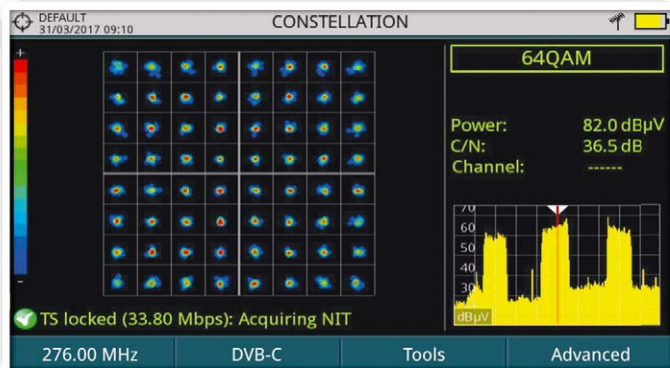 DEFAULT
31/03/2017 09:10
CONSTELLATION
+
-
64QAM
Power: 82.0 dBµV
C/N: 36.5 dB
Channel: ------
70
60
50
40
30
dBµV
TS locked (33.80 Mbps): Acquiring NIT
276.00 MHz
DVB-C
Tools
Advanced